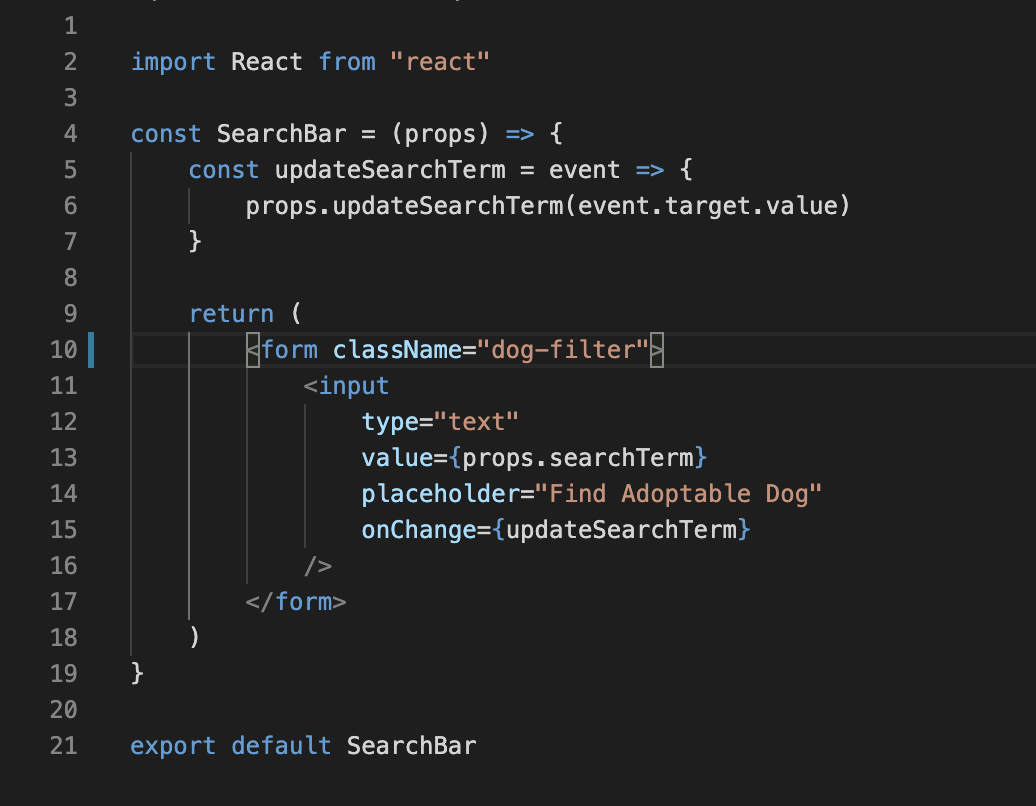 1
2 import React from "react"
3
4 const SearchBar = (props) => {
5     const updateSearchTerm = event => {
6         props.updateSearchTerm(event.target.value)
7     }
8
9     return (
10         <form className="dog-filter">
11             <input
12                 type="text"
13                 value={props.searchTerm}
14                 placeholder="Find Adoptable Dog"
15                 onChange={updateSearchTerm}
16             />
17         </form>
18     )
19 }
20
21 export default SearchBar